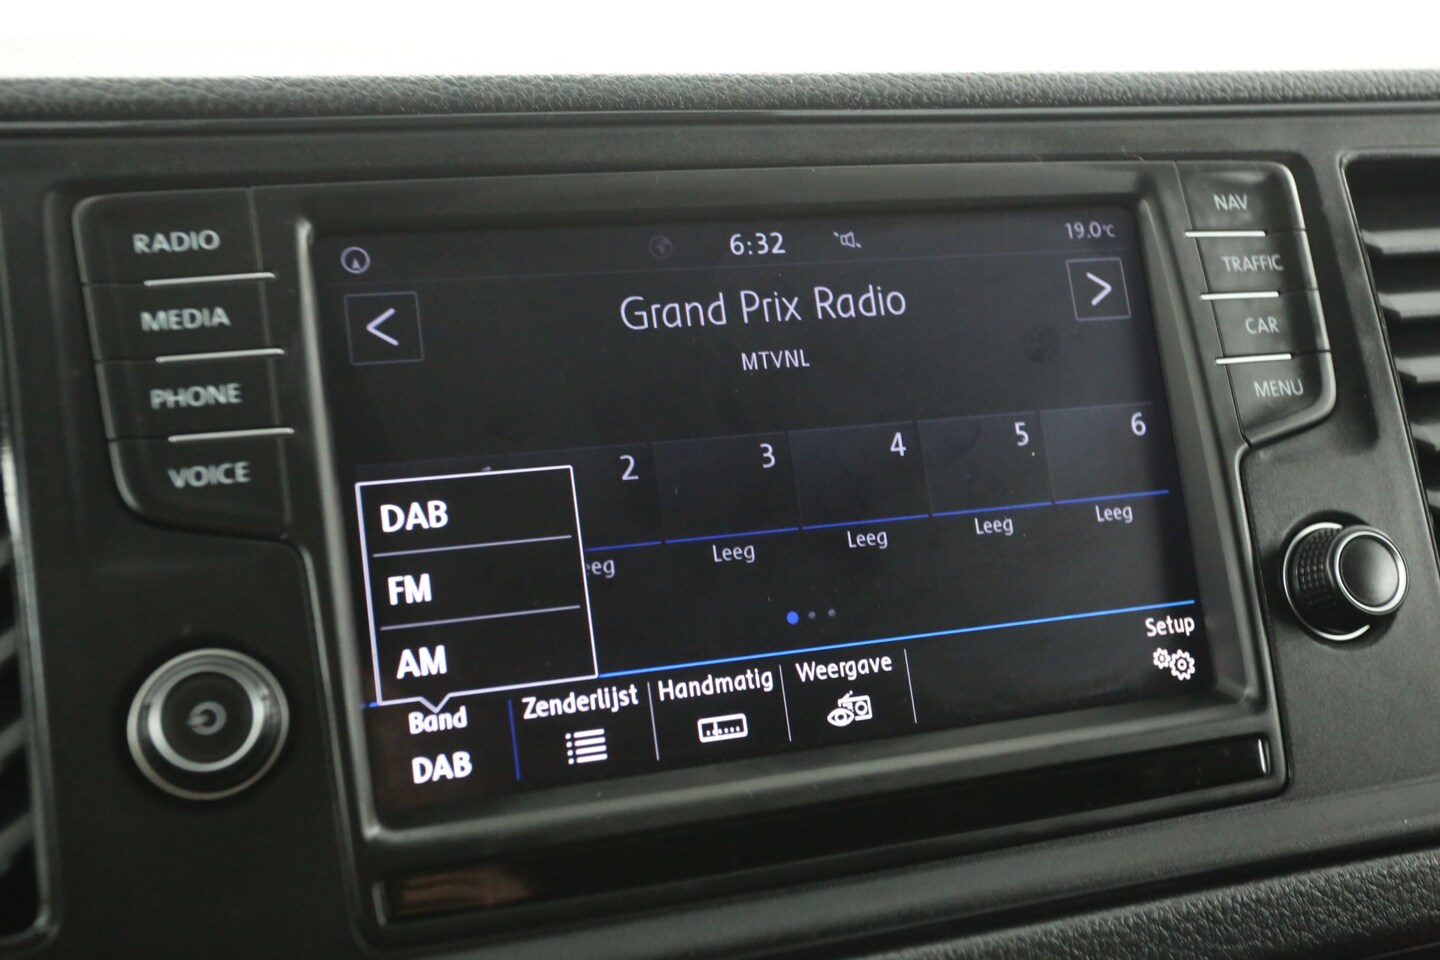 RADIO
MEDIA
PHONE
VOICE
6:32
19.0°C
<
Grand Prix Radio
>
MTVNL
2
3
4
5
6
Leeg
Leeg
Leeg
Leeg
DAB
FM
AM
Band
DAB
Zenderlijst
Handmatig
Weergave
Setup
NAV
TRAFFIC
CAR
MENU